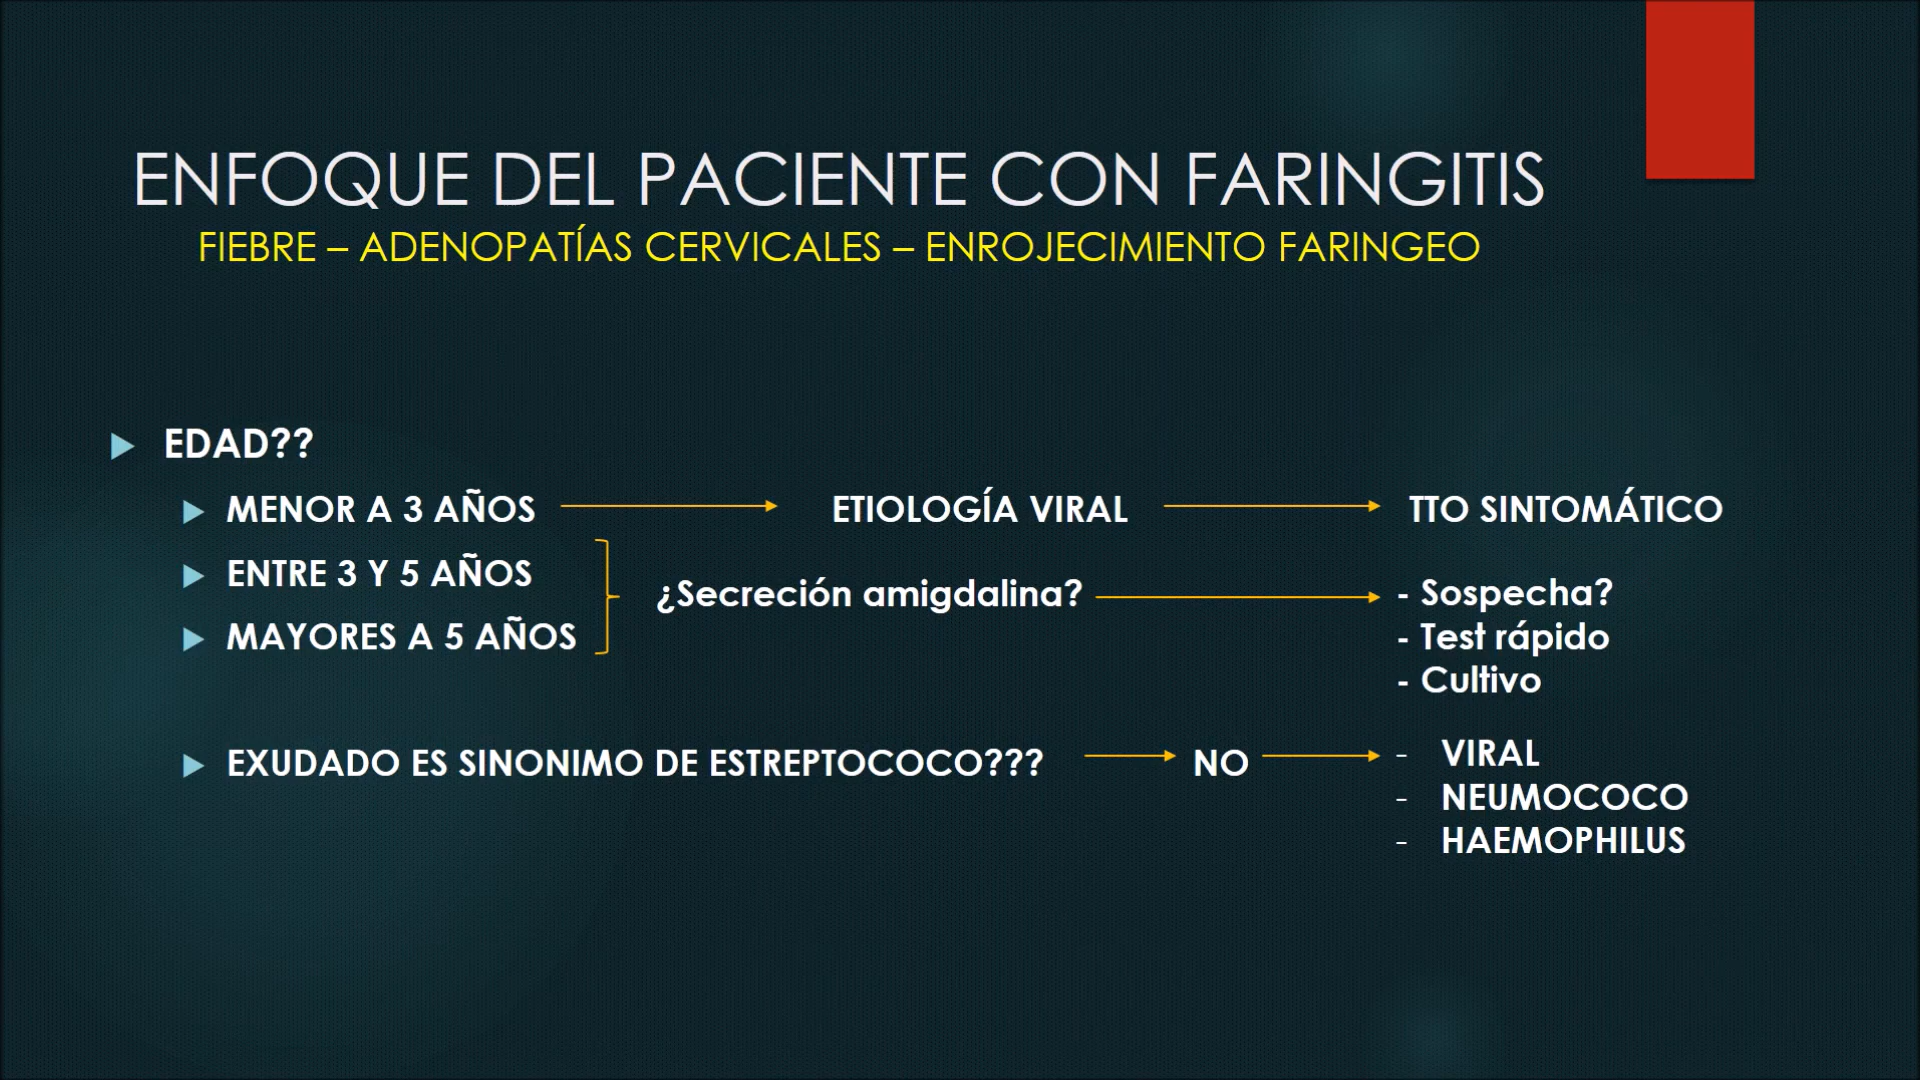 ENFOQUE DEL PACIENTE CON FARINGITIS
FIEBRE – ADENOPATÍAS CERVICALES – ENROJECIMIENTO FARINGEO
EDAD??
MENOR A 3 AÑOS
ETIOLOGÍA VIRAL
TTO SINTOMÁTICO
ENTRE 3 Y 5 AÑOS
MAYORES A 5 AÑOS
¿Secreción amigdalina?
- Sospecha?
- Test rápido
- Cultivo
EXUDADO ES SINONIMO DE ESTREPTOCOCO???
NO
- VIRAL
- NEUMOCOCO
- HAEMOPHILUS